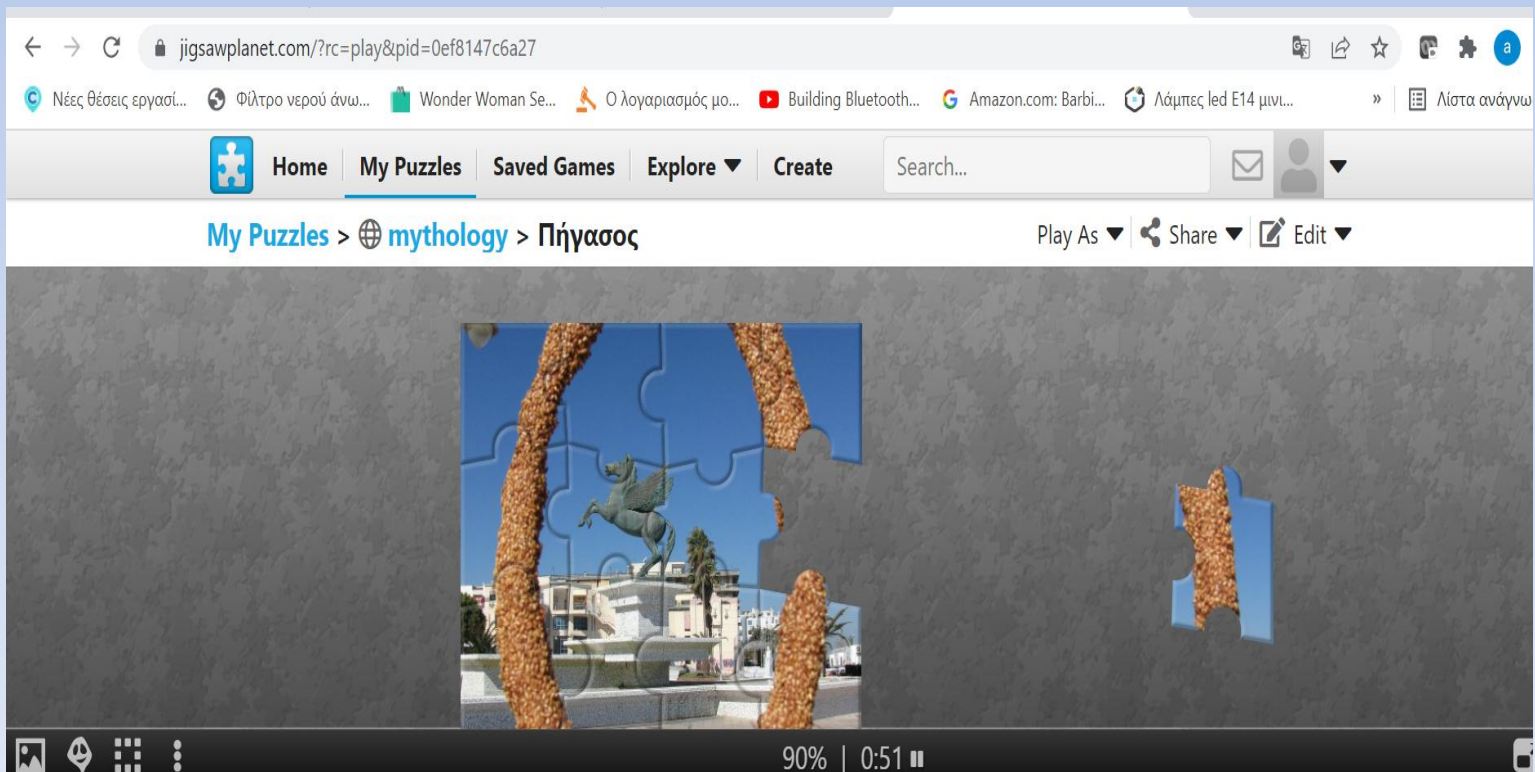 jigsawplanet.com/?rc=play&pid=0ef8147c6a27
a
Νέες θέσεις εργασί... Φίλτρο νερού άνω... Wonder Woman Se... Ο λογαριασμός μο... Building Bluetooth... Amazon.com: Barbi... Λάμπες led E14 μινι... » Λίστα ανάγνω
Home My Puzzles Saved Games Explore ▼ Create Search...
My Puzzles > mythology > Πήγασος Play As ▼ Share ▼ Edit ▼
90% | 0:51